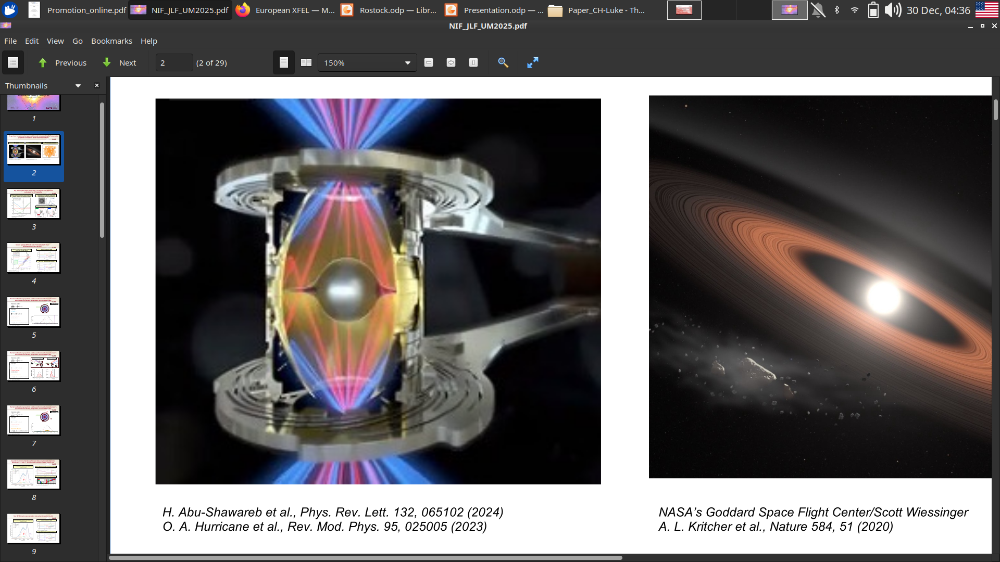 Promotion_online.pdf
NIF_JLF_UM2025.pdf
European XFEL — M...
Rostock.odp — Libr...
Presentation.odp — ...
Paper_CH-Luke - Th...
30 Dec, 04:36
NIF_JLF_UM2025.pdf
File Edit View Go Bookmarks Help
Previous Next 2 (2 of 29) 150%
Thumbnails
1
2
3
4
5
6
7
8
9
H. Abu-Shawareb et al., Phys. Rev. Lett. 132, 065102 (2024)
O. A. Hurricane et al., Rev. Mod. Phys. 95, 025005 (2023)
NASA’s Goddard Space Flight Center/Scott Wiessinger
A. L. Kritcher et al., Nature 584, 51 (2020)